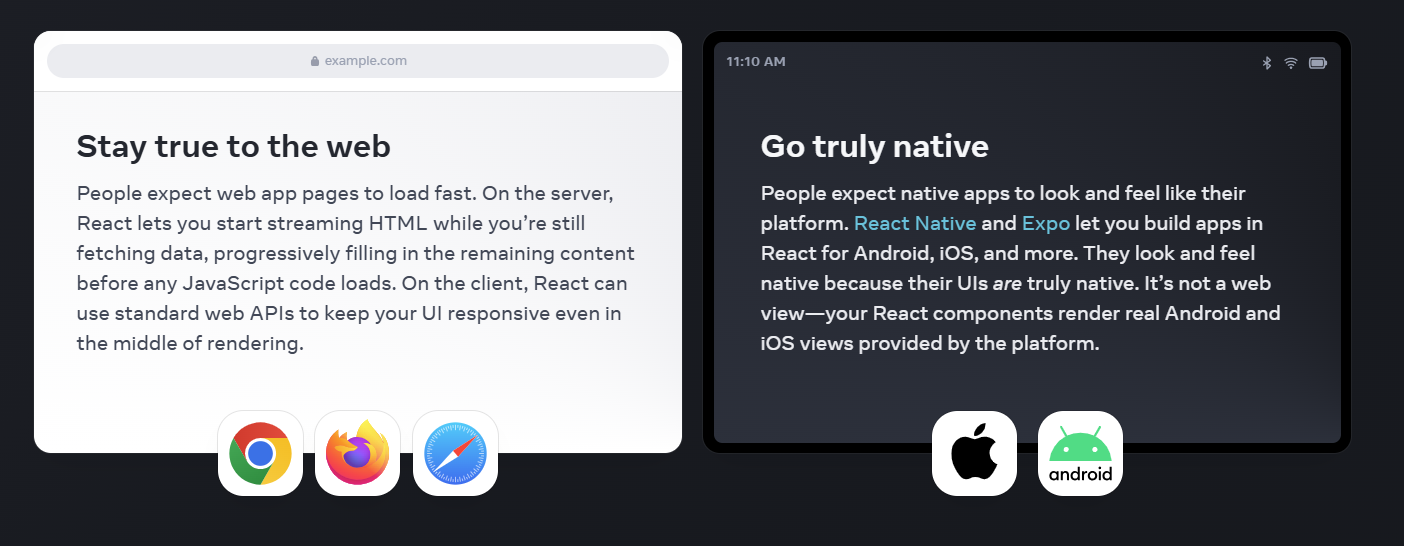 example.com
Stay true to the web
People expect web app pages to load fast. On the server,
React lets you start streaming HTML while you’re still
fetching data, progressively filling in the remaining content
before any JavaScript code loads. On the client, React can
use standard web APIs to keep your UI responsive even in
the middle of rendering.
11:10 AM
Go truly native
People expect native apps to look and feel like their
platform. React Native and Expo let you build apps in
React for Android, iOS, and more. They look and feel
native because their UIs are truly native. It’s not a web
view—your React components render real Android and
iOS views provided by the platform.
android